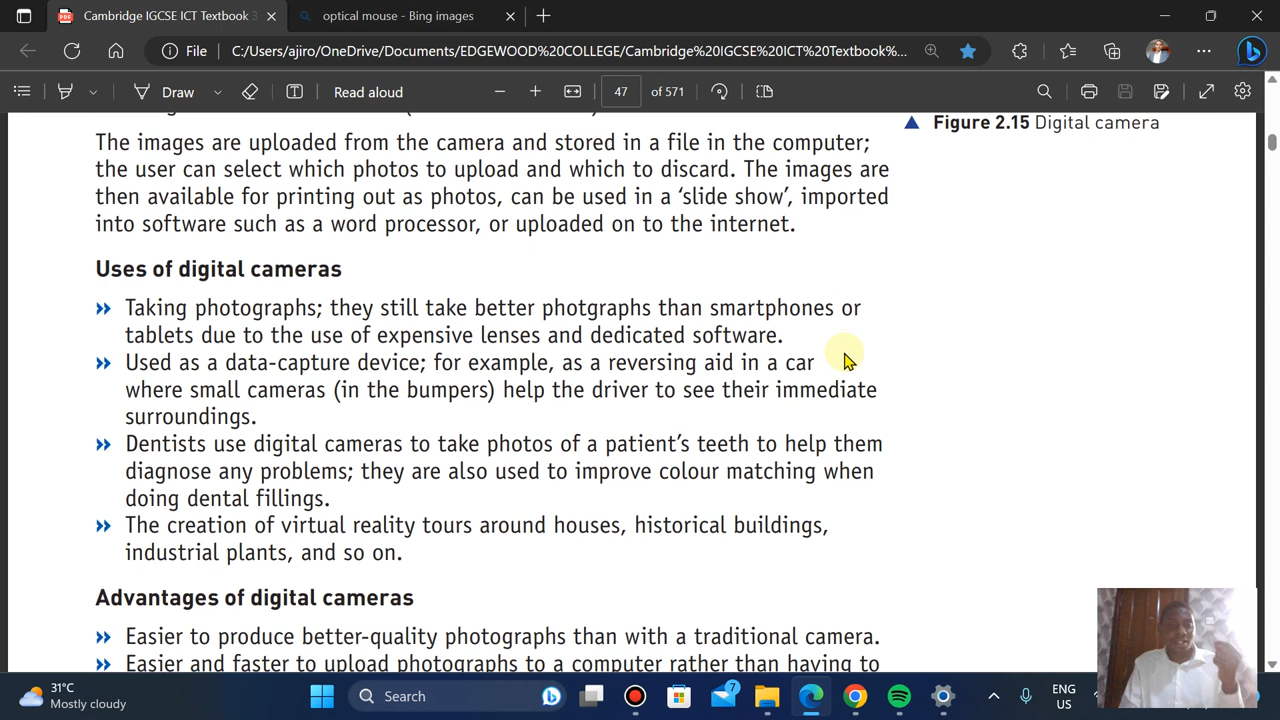 Cambridge IGCSE ICT Textbook 3
optical mouse - Bing images
File
C:/Users/ajiro/OneDrive/Documents/EDGEWOOD%20COLLEGE/Cambridge%20IGCSE%20ICT%20Textbook%...
Draw
Read aloud
47
of 571
Figure 2.15 Digital camera
The images are uploaded from the camera and stored in a file in the computer;
the user can select which photos to upload and which to discard. The images are
then available for printing out as photos, can be used in a ‘slide show’, imported
into software such as a word processor, or uploaded on to the internet.
Uses of digital cameras
Taking photographs; they still take better photgraphs than smartphones or
tablets due to the use of expensive lenses and dedicated software.
Used as a data-capture device; for example, as a reversing aid in a car
where small cameras (in the bumpers) help the driver to see their immediate
surroundings.
Dentists use digital cameras to take photos of a patient’s teeth to help them
diagnose any problems; they are also used to improve colour matching when
doing dental fillings.
The creation of virtual reality tours around houses, historical buildings,
industrial plants, and so on.
Advantages of digital cameras
Easier to produce better-quality photographs than with a traditional camera.
Easier and faster to upload photographs to a computer rather than having to
31°C
Mostly cloudy
Search
7
ENG
US